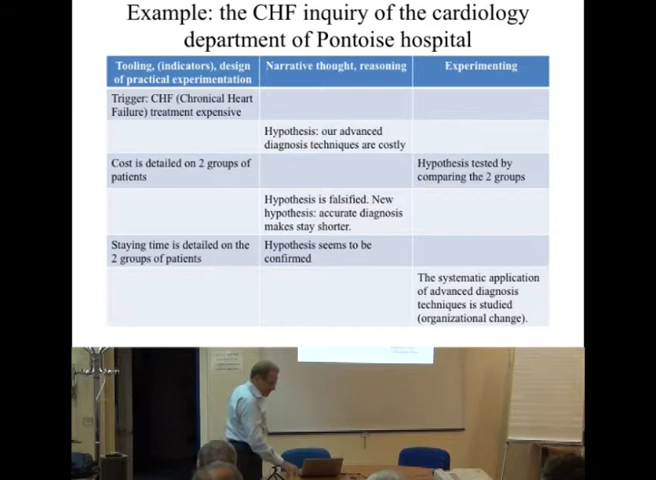 Example: the CHF inquiry of the cardiology
department of Pontoise hospital
Tooling, (indicators), design
of practical experimentation
Narrative thought, reasoning
Experimenting
Trigger: CHF (Chronical Heart
Failure) treatment expensive
Hypothesis: our advanced
diagnosis techniques are costly
Cost is detailed on 2 groups of
patients
Hypothesis tested by
comparing the 2 groups
Hypothesis is falsified. New
hypothesis: accurate diagnosis
makes stay shorter.
Staying time is detailed on the
2 groups of patients
Hypothesis seems to be
confirmed
The systematic application
of advanced diagnosis
techniques is studied
(organizational change).